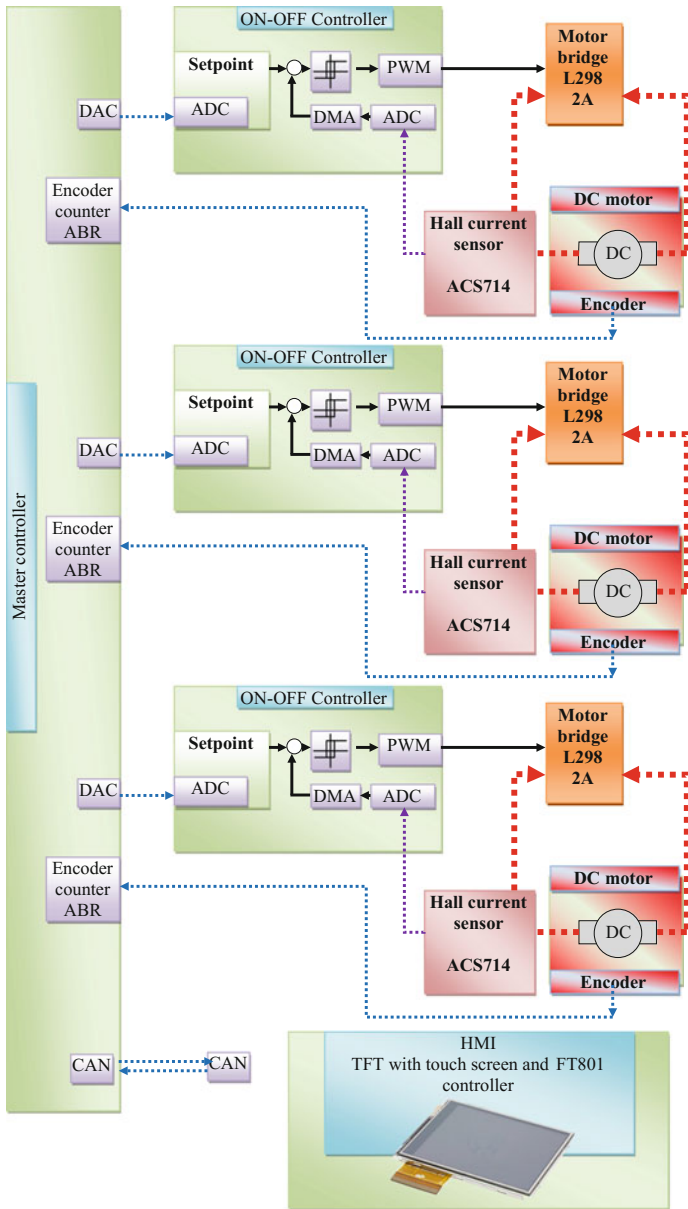 ON-OFF Controller
Setpoint
PWM
Motor
bridge
L298
2A
DAC
ADC
DMA
ADC
Encoder
counter
ABR
Hall current
sensor
ACS714
DC motor
DC
Encoder
ON-OFF Controller
Setpoint
PWM
Motor
bridge
L298
2A
DAC
ADC
DMA
ADC
Encoder
counter
ABR
Hall current
sensor
ACS714
DC motor
DC
Encoder
Master controller
ON-OFF Controller
Setpoint
PWM
Motor
bridge
L298
2A
DAC
ADC
DMA
ADC
Encoder
counter
ABR
Hall current
sensor
ACS714
DC motor
DC
Encoder
CAN
CAN
HMI
TFT with touch screen and FT801
controller